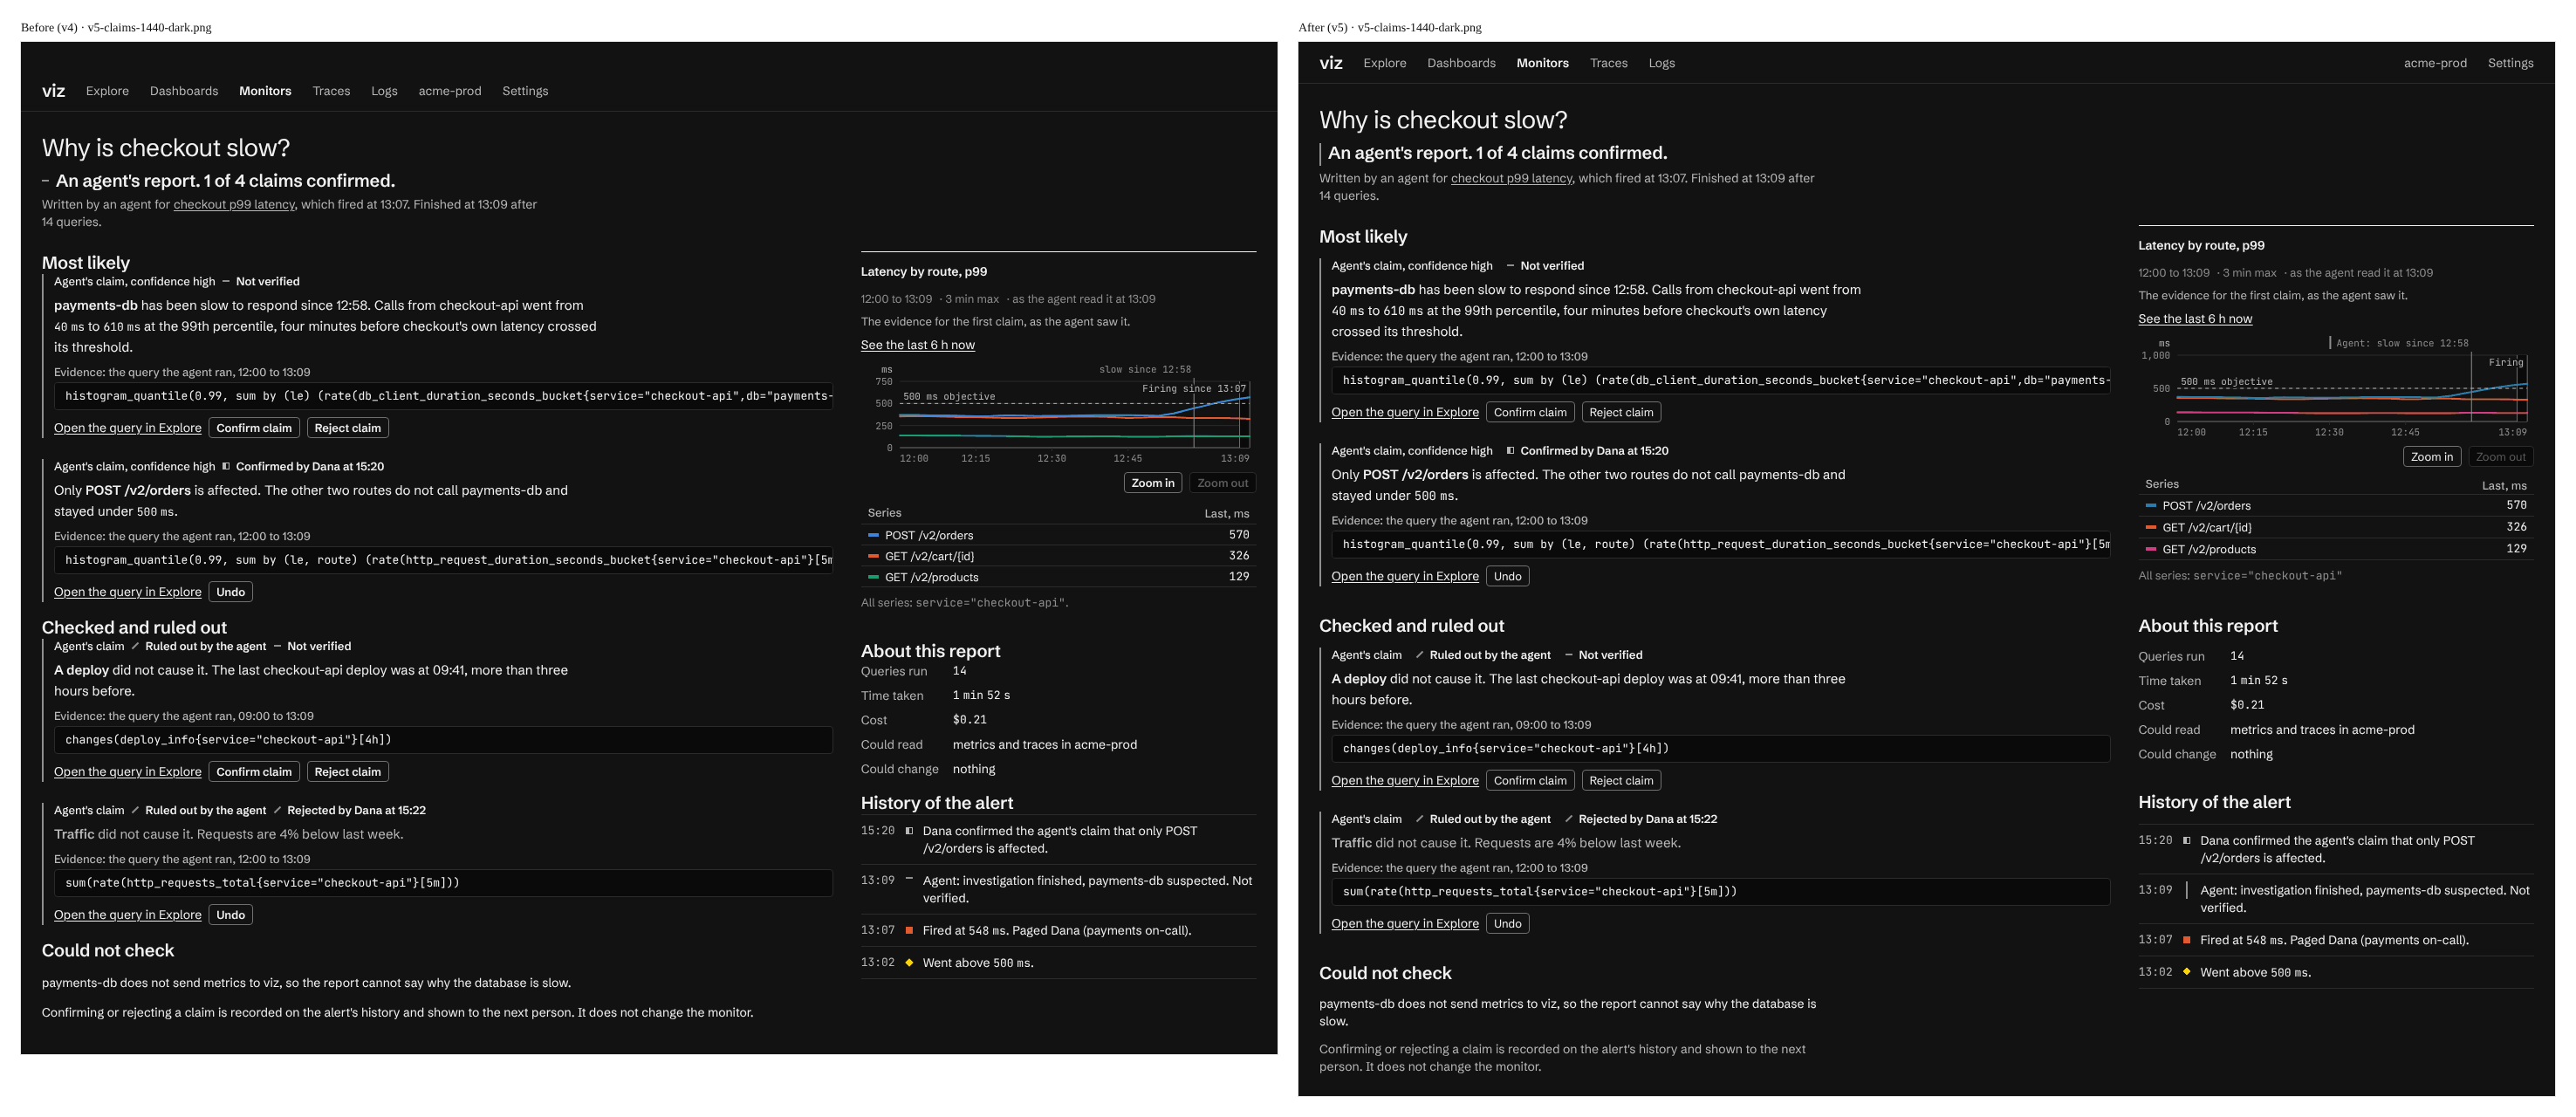 Before (v4) · v5-claims-1440-dark.png
viz Explore Dashboards Monitors Traces Logs acme-prod Settings
Why is checkout slow?
– An agent's report. 1 of 4 claims confirmed.
Written by an agent for checkout p99 latency, which fired at 13:07. Finished at 13:09 after
14 queries.
Most likely
Agent's claim, confidence high – Not verified
payments-db has been slow to respond since 12:58. Calls from checkout-api went from
40 ms to 610 ms at the 99th percentile, four minutes before checkout's own latency crossed
its threshold.
Evidence: the query the agent ran, 12:00 to 13:09
histogram_quantile(0.99, sum by (le) (rate(db_client_duration_seconds_bucket{service="checkout-api",db="payments-
Open the query in Explore Confirm claim Reject claim
Agent's claim, confidence high Confirmed by Dana at 15:20
Only POST /v2/orders is affected. The other two routes do not call payments-db and
stayed under 500 ms.
Evidence: the query the agent ran, 12:00 to 13:09
histogram_quantile(0.99, sum by (le, route) (rate(http_request_duration_seconds_bucket{service="checkout-api"}[5m
Open the query in Explore Undo
Checked and ruled out
Agent's claim Ruled out by the agent – Not verified
A deploy did not cause it. The last checkout-api deploy was at 09:41, more than three
hours before.
Evidence: the query the agent ran, 09:00 to 13:09
changes(deploy_info{service="checkout-api"}[4h])
Open the query in Explore Confirm claim Reject claim
Agent's claim Ruled out by the agent Rejected by Dana at 15:22
Traffic did not cause it. Requests are 4% below last week.
Evidence: the query the agent ran, 12:00 to 13:09
sum(rate(http_requests_total{service="checkout-api"}[5m]))
Open the query in Explore Undo
Could not check
payments-db does not send metrics to viz, so the report cannot say why the database is slow.
Confirming or rejecting a claim is recorded on the alert's history and shown to the next person. It does not change the monitor.
Latency by route, p99
12:00 to 13:09 · 3 min max · as the agent read it at 13:09
The evidence for the first claim, as the agent saw it.
See the last 6 h now
ms slow since 12:58
750 Firing since 13:07
500 500 ms objective
250
0
12:00 12:15 12:30 12:45 13:09
Zoom in Zoom out
Series Last, ms
POST /v2/orders 570
GET /v2/cart/{id} 326
GET /v2/products 129
All series: service="checkout-api".
About this report
Queries run 14
Time taken 1 min 52 s
Cost $0.21
Could read metrics and traces in acme-prod
Could change nothing
History of the alert
15:20 Dana confirmed the agent's claim that only POST
/v2/orders is affected.
13:09 – Agent: investigation finished, payments-db suspected. Not
verified.
13:07 Fired at 548 ms. Paged Dana (payments on-call).
13:02 Went above 500 ms.
After (v5) · v5-claims-1440-dark.png
viz Explore Dashboards Monitors Traces Logs acme-prod Settings
Why is checkout slow?
An agent's report. 1 of 4 claims confirmed.
Written by an agent for checkout p99 latency, which fired at 13:07. Finished at 13:09 after
14 queries.
Most likely
Agent's claim, confidence high – Not verified
payments-db has been slow to respond since 12:58. Calls from checkout-api went from
40 ms to 610 ms at the 99th percentile, four minutes before checkout's own latency
crossed its threshold.
Evidence: the query the agent ran, 12:00 to 13:09
histogram_quantile(0.99, sum by (le) (rate(db_client_duration_seconds_bucket{service="checkout-api",db="payments-
Open the query in Explore Confirm claim Reject claim
Agent's claim, confidence high Confirmed by Dana at 15:20
Only POST /v2/orders is affected. The other two routes do not call payments-db and
stayed under 500 ms.
Evidence: the query the agent ran, 12:00 to 13:09
histogram_quantile(0.99, sum by (le, route) (rate(http_request_duration_seconds_bucket{service="checkout-api"}[5m
Open the query in Explore Undo
Checked and ruled out
Agent's claim Ruled out by the agent – Not verified
A deploy did not cause it. The last checkout-api deploy was at 09:41, more than three
hours before.
Evidence: the query the agent ran, 09:00 to 13:09
changes(deploy_info{service="checkout-api"}[4h])
Open the query in Explore Confirm claim Reject claim
Agent's claim Ruled out by the agent Rejected by Dana at 15:22
Traffic did not cause it. Requests are 4% below last week.
Evidence: the query the agent ran, 12:00 to 13:09
sum(rate(http_requests_total{service="checkout-api"}[5m]))
Open the query in Explore Undo
Could not check
payments-db does not send metrics to viz, so the report cannot say why the database is
slow.
Confirming or rejecting a claim is recorded on the alert's history and shown to the next
person. It does not change the monitor.
Latency by route, p99
12:00 to 13:09 · 3 min max · as the agent read it at 13:09
The evidence for the first claim, as the agent saw it.
See the last 6 h now
ms Agent: slow since 12:58
1,000 Firing
500 500 ms objective
0
12:00 12:15 12:30 12:45 13:09
Zoom in Zoom out
Series Last, ms
POST /v2/orders 570
GET /v2/cart/{id} 326
GET /v2/products 129
All series: service="checkout-api"
About this report
Queries run 14
Time taken 1 min 52 s
Cost $0.21
Could read metrics and traces in acme-prod
Could change nothing
History of the alert
15:20 Dana confirmed the agent's claim that only POST
/v2/orders is affected.
13:09 Agent: investigation finished, payments-db suspected. Not
verified.
13:07 Fired at 548 ms. Paged Dana (payments on-call).
13:02 Went above 500 ms.